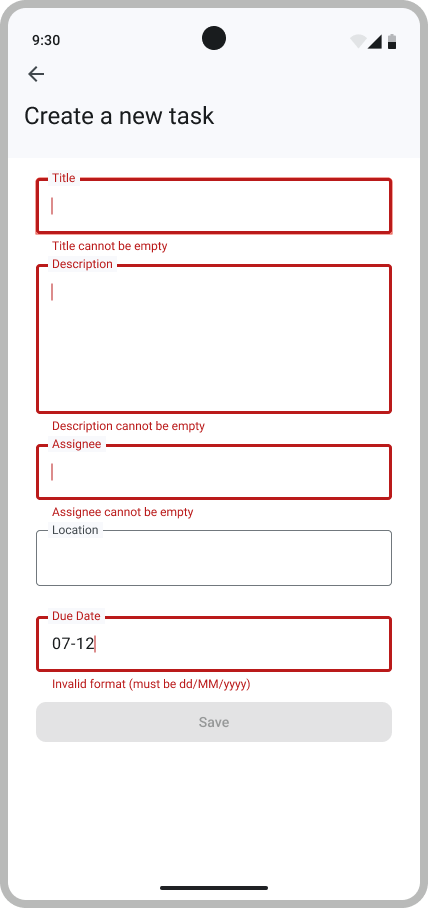 9:30
Create a new task
Title
Title cannot be empty
Description
Description cannot be empty
Assignee
Assignee cannot be empty
Location
Due Date
07-12
Invalid format (must be dd/MM/yyyy)
Save